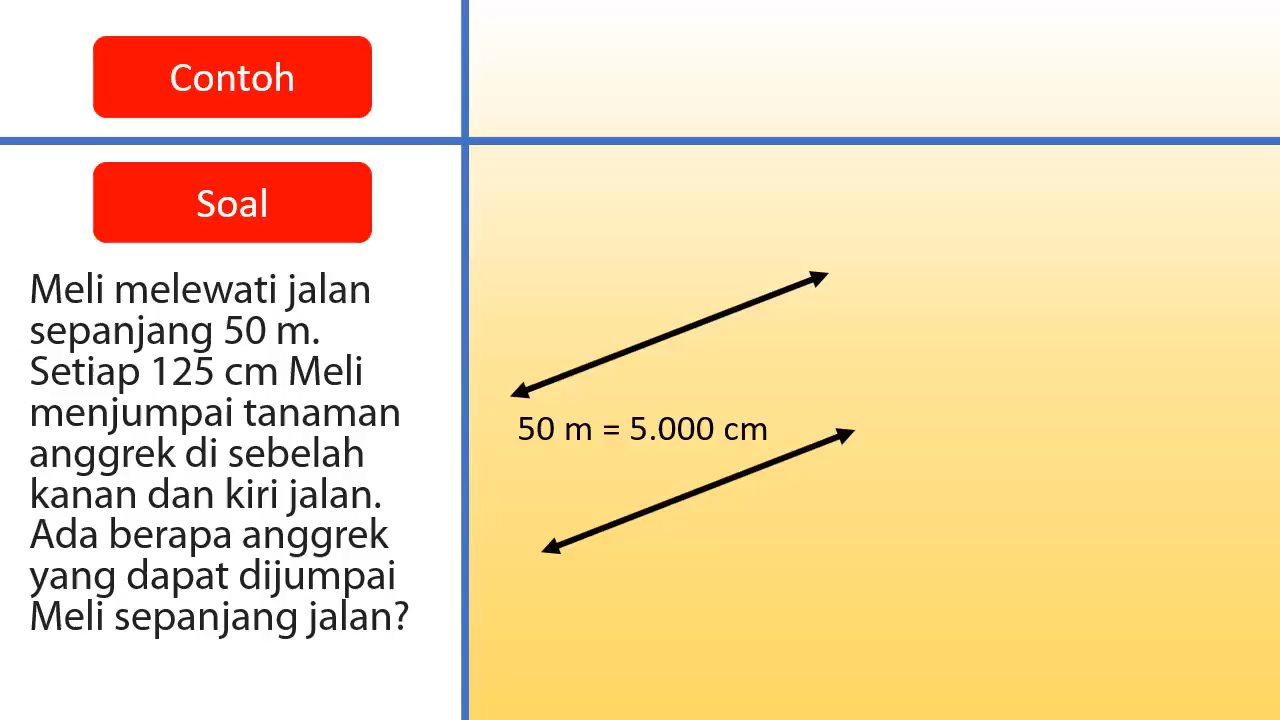 Contoh
Soal
Meli melewati jalan
sepanjang 50 m.
Setiap 125 cm Meli
menjumpai tanaman
anggrek di sebelah
kanan dan kiri jalan.
Ada berapa anggrek
yang dapat dijumpai
Meli sepanjang jalan?
50 m = 5.000 cm